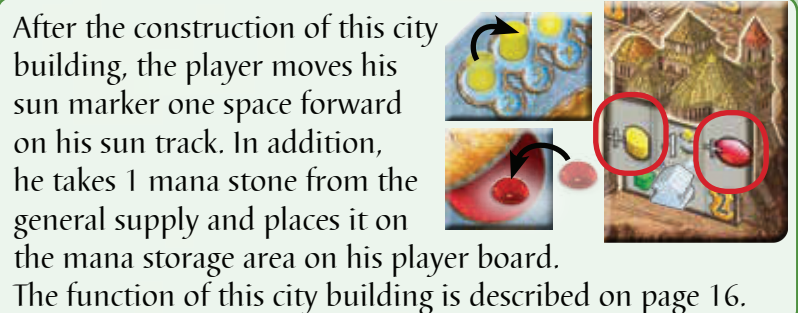 After the construction of this city
building, the player moves his
sun marker one space forward
on his sun track. In addition,
he takes 1 mana stone from the
general supply and places it on
the mana storage area on his player board.
The function of this city building is described on page 16.